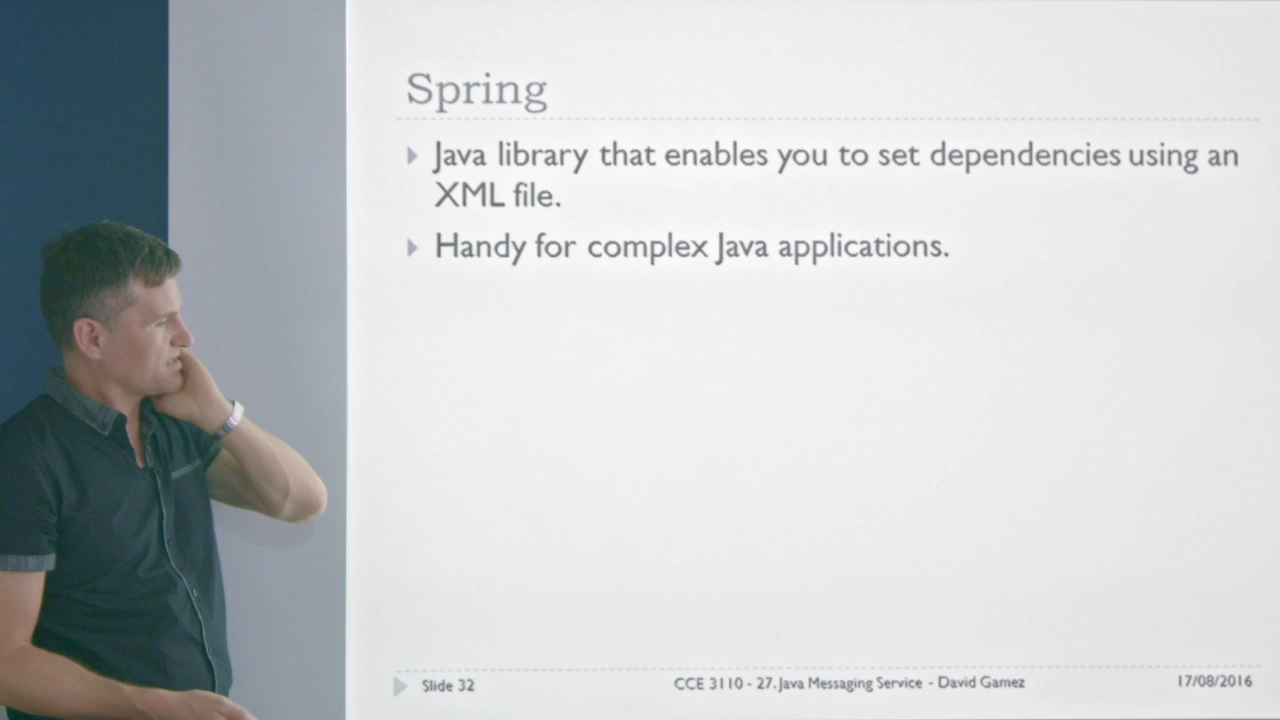 Spring
Java library that enables you to set dependencies using an
XML file.
Handy for complex Java applications.
Slide 32
CCE 3110 - 27. Java Messaging Service - David Gamez
17/08/2016